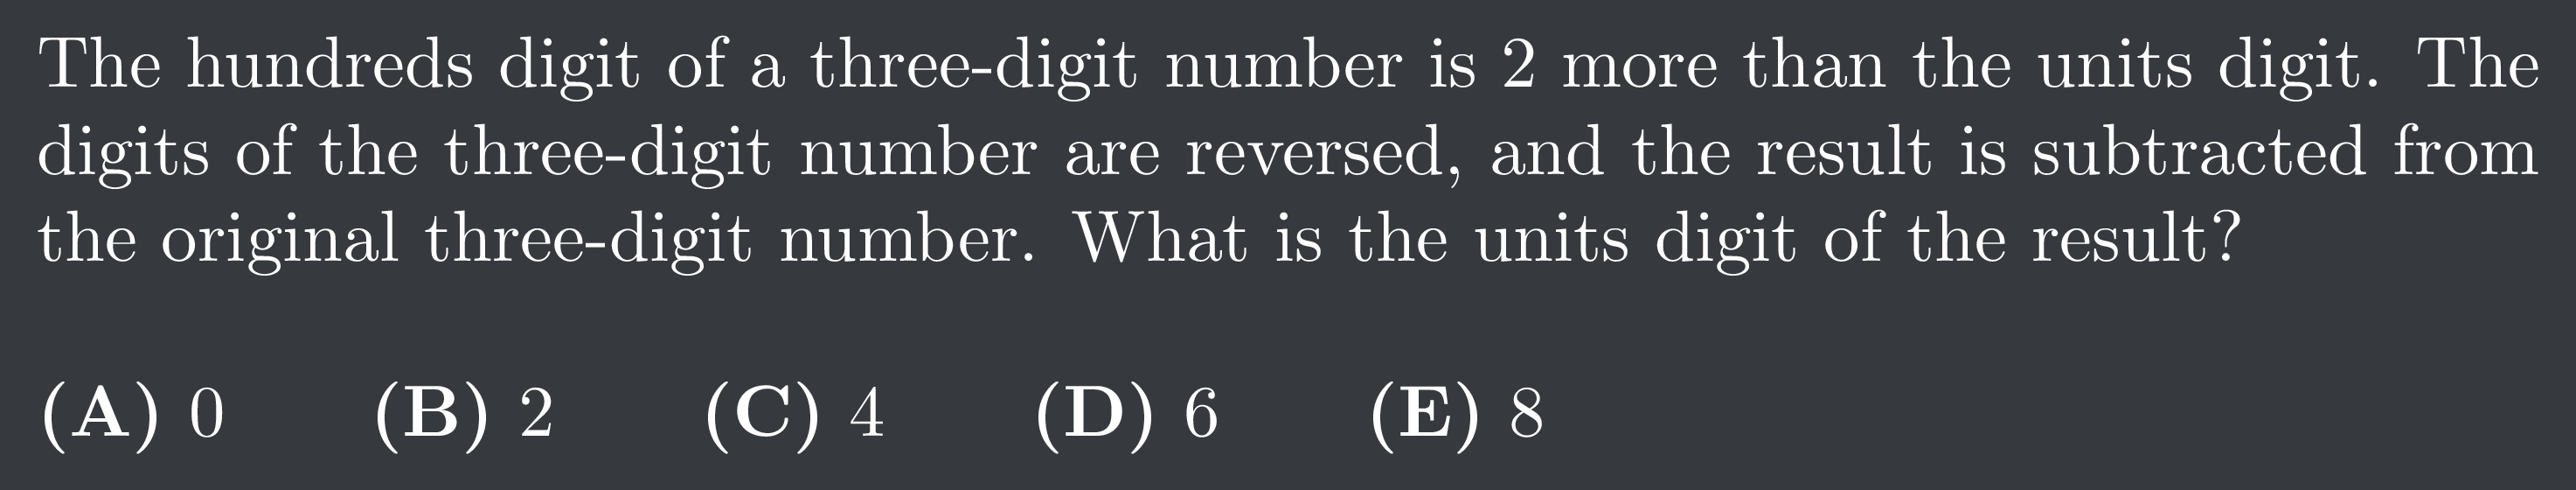 The hundreds digit of a three-digit number is 2 more than the units digit. The
digits of the three-digit number are reversed, and the result is subtracted from
the original three-digit number. What is the units digit of the result?
(A) 0 (B) 2 (C) 4 (D) 6 (E) 8